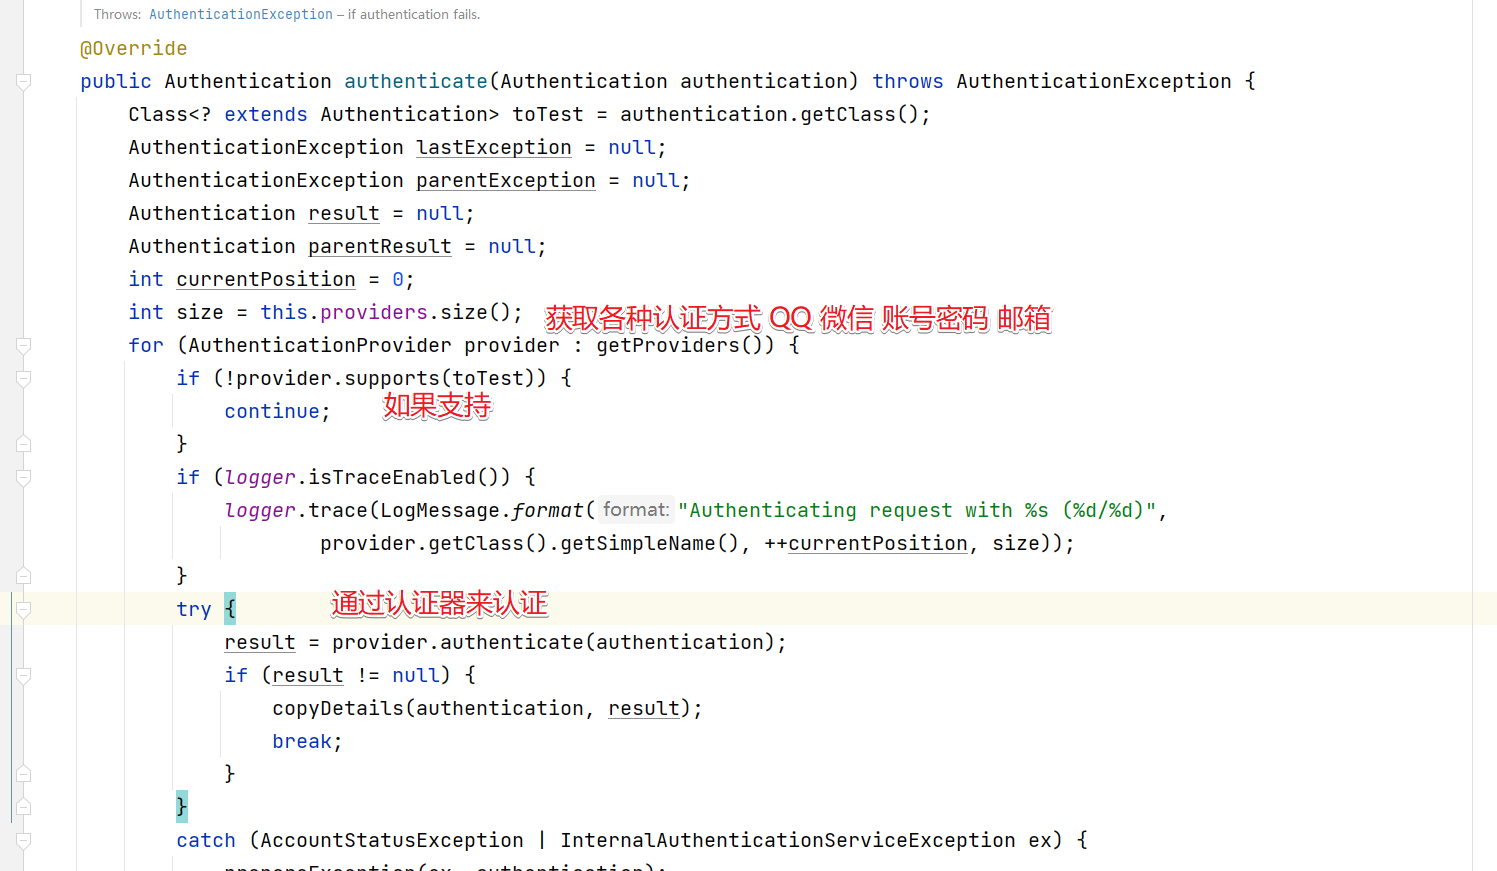 Throws: AuthenticationException – if authentication fails.
@Override
public Authentication authenticate(Authentication authentication) throws AuthenticationException {
Class<? extends Authentication> toTest = authentication.getClass();
AuthenticationException lastException = null;
AuthenticationException parentException = null;
Authentication result = null;
Authentication parentResult = null;
int currentPosition = 0;
int size = this.providers.size(); 获取各种认证方式 QQ 微信 账号密码 邮箱
for (AuthenticationProvider provider : getProviders()) {
if (!provider.supports(toTest)) {
continue; 如果支持
}
if (logger.isTraceEnabled()) {
logger.trace(LogMessage.format( format: "Authenticating request with %s (%d/%d)",
provider.getClass().getSimpleName(), ++currentPosition, size));
}
try { 通过认证器来认证
result = provider.authenticate(authentication);
if (result != null) {
copyDetails(authentication, result);
break;
}
}
catch (AccountStatusException | InternalAuthenticationServiceException ex) {
prepareException(ex, authentication);